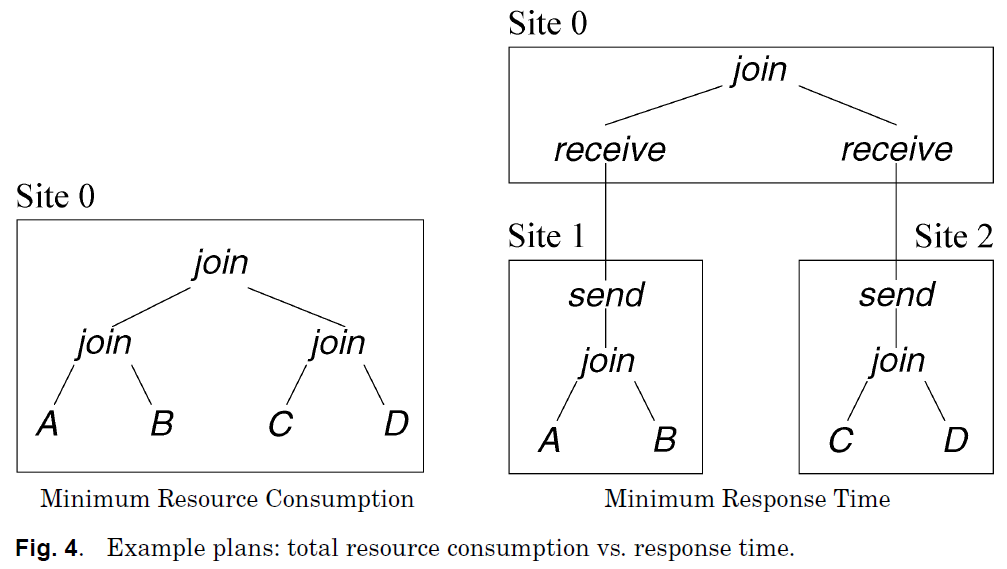 Site 0
join
receive receive
Site 0
Site 1 Site 2
join
send send
join join
join join
A B C D
A B C D
Minimum Resource Consumption Minimum Response Time
Fig. 4. Example plans: total resource consumption vs. response time.